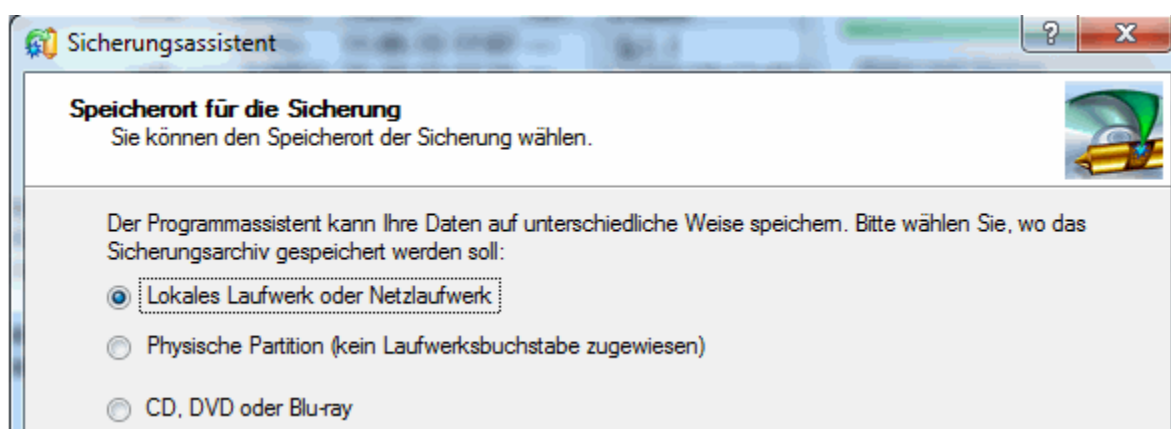 Sicherungsassistent
Speicherort für die Sicherung
Sie können den Speicherort der Sicherung wählen.
Der Programmassistent kann Ihre Daten auf unterschiedliche Weise speichern. Bitte wählen Sie, wo das
Sicherungsarchiv gespeichert werden soll:
Lokales Laufwerk oder Netzlaufwerk
Physische Partition (kein Laufwerksbuchstabe zugewiesen)
CD, DVD oder Blu-ray